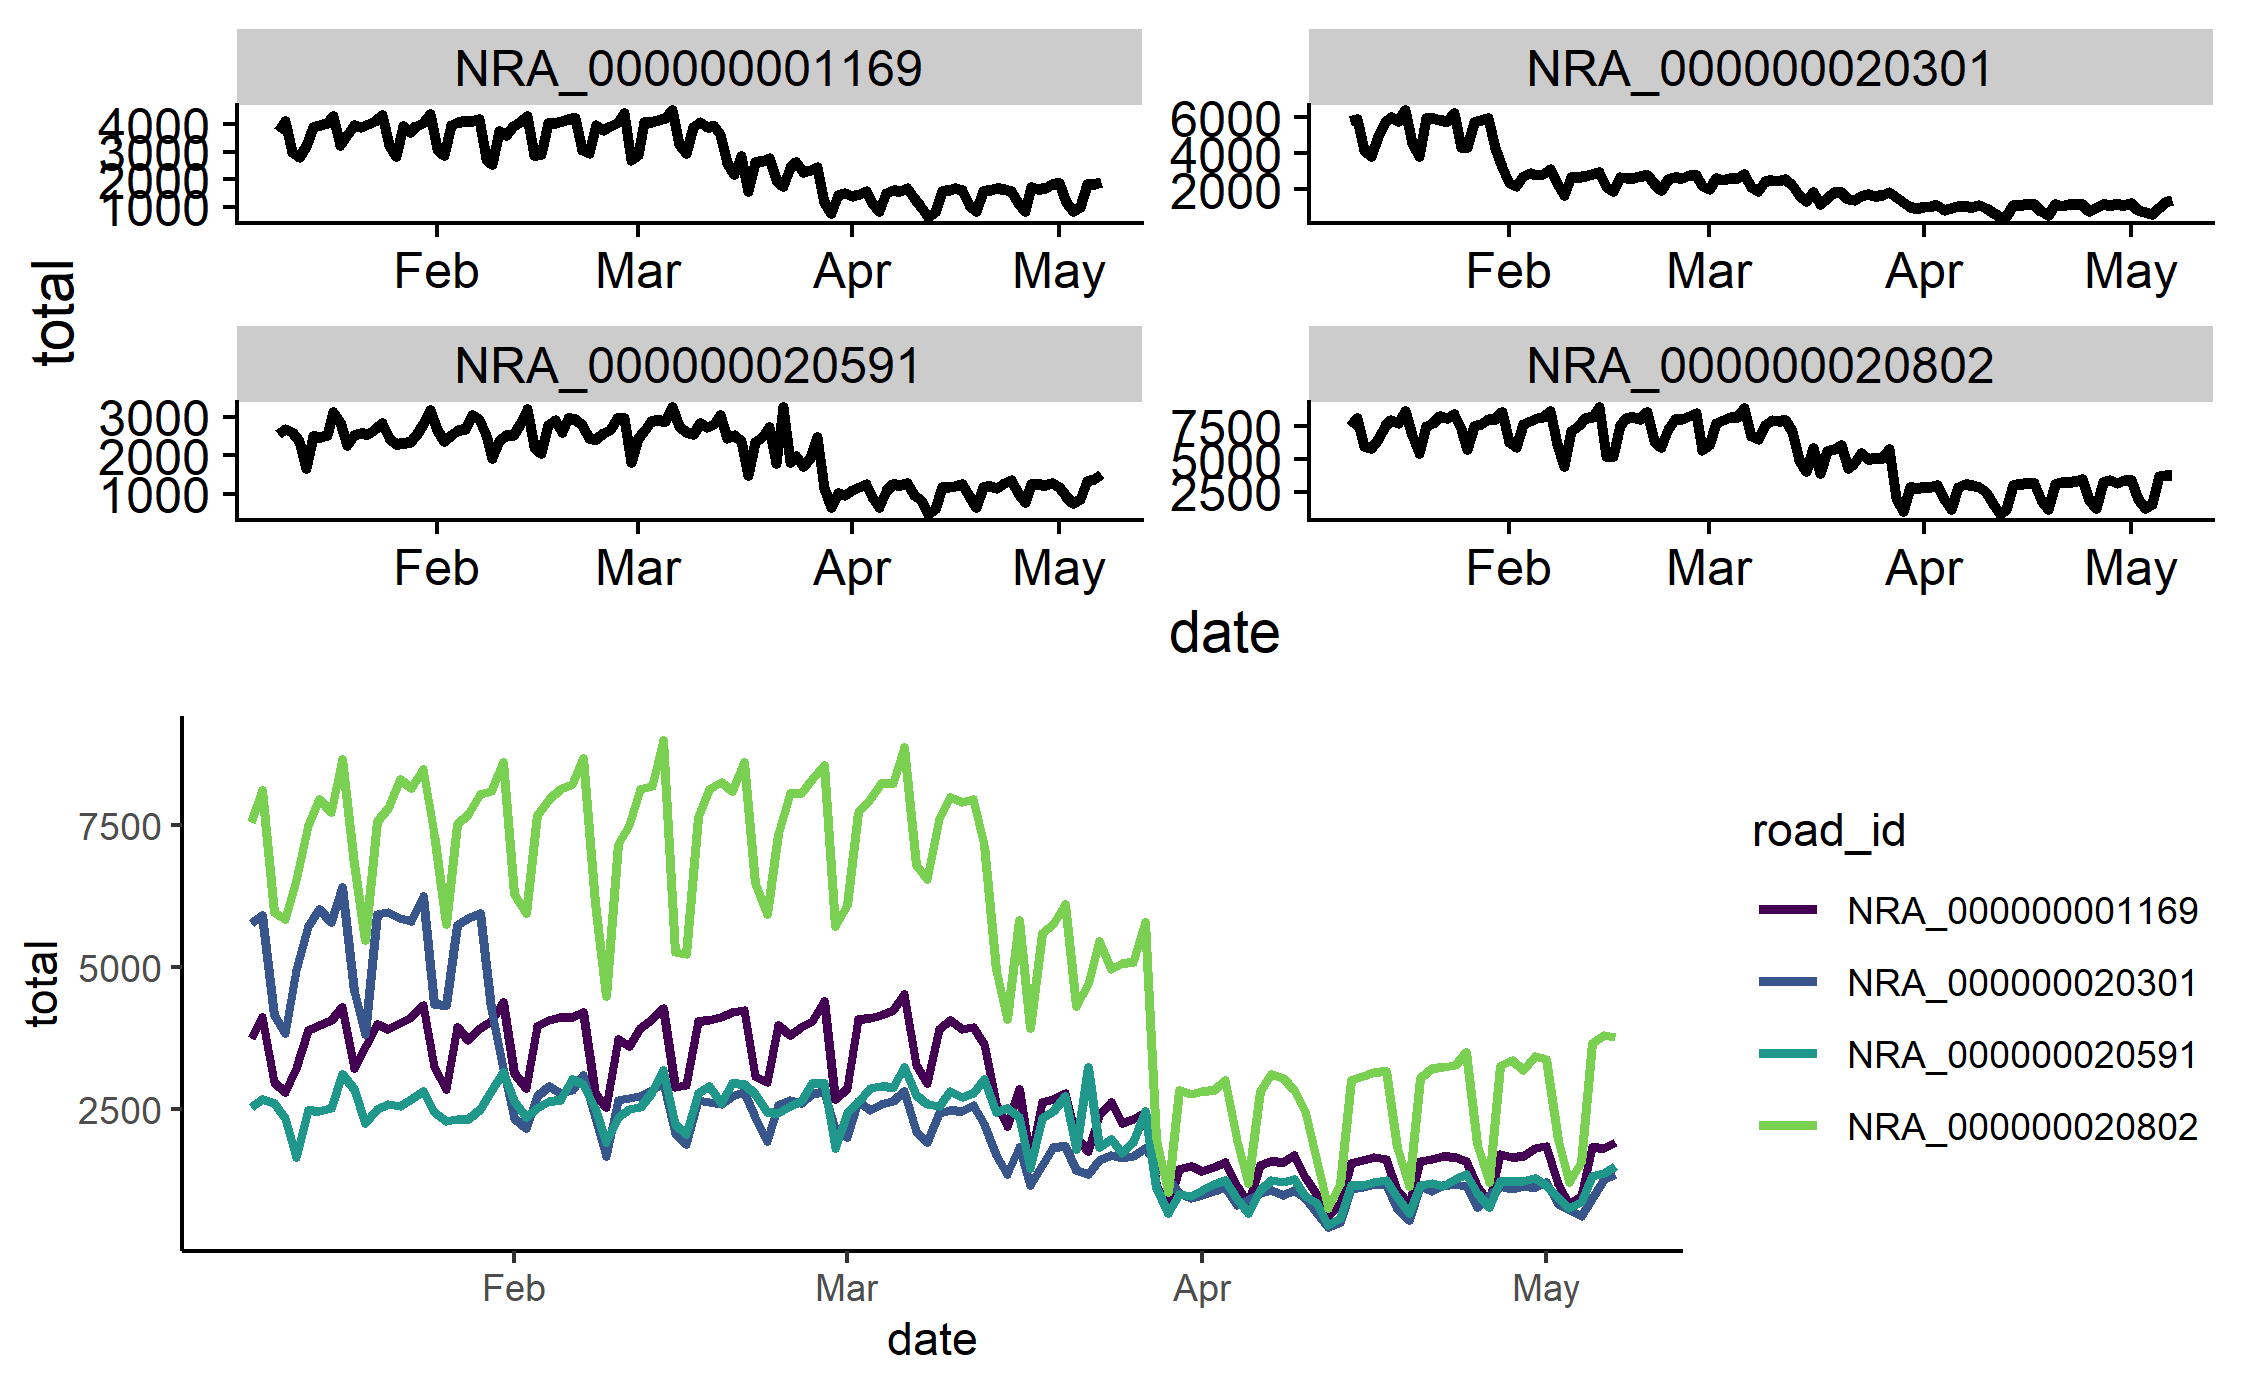 NRA_000000001169
NRA_000000020301
4000
3000
2000
1000
6000
4000
2000
Feb Mar Apr May
Feb Mar Apr May
total
NRA_000000020591
NRA_000000020802
3000
2000
1000
7500
5000
2500
Feb Mar Apr May
Feb Mar Apr May
date
7500
5000
2500
total
Feb Mar Apr May
date
road_id
NRA_000000001169
NRA_000000020301
NRA_000000020591
NRA_000000020802